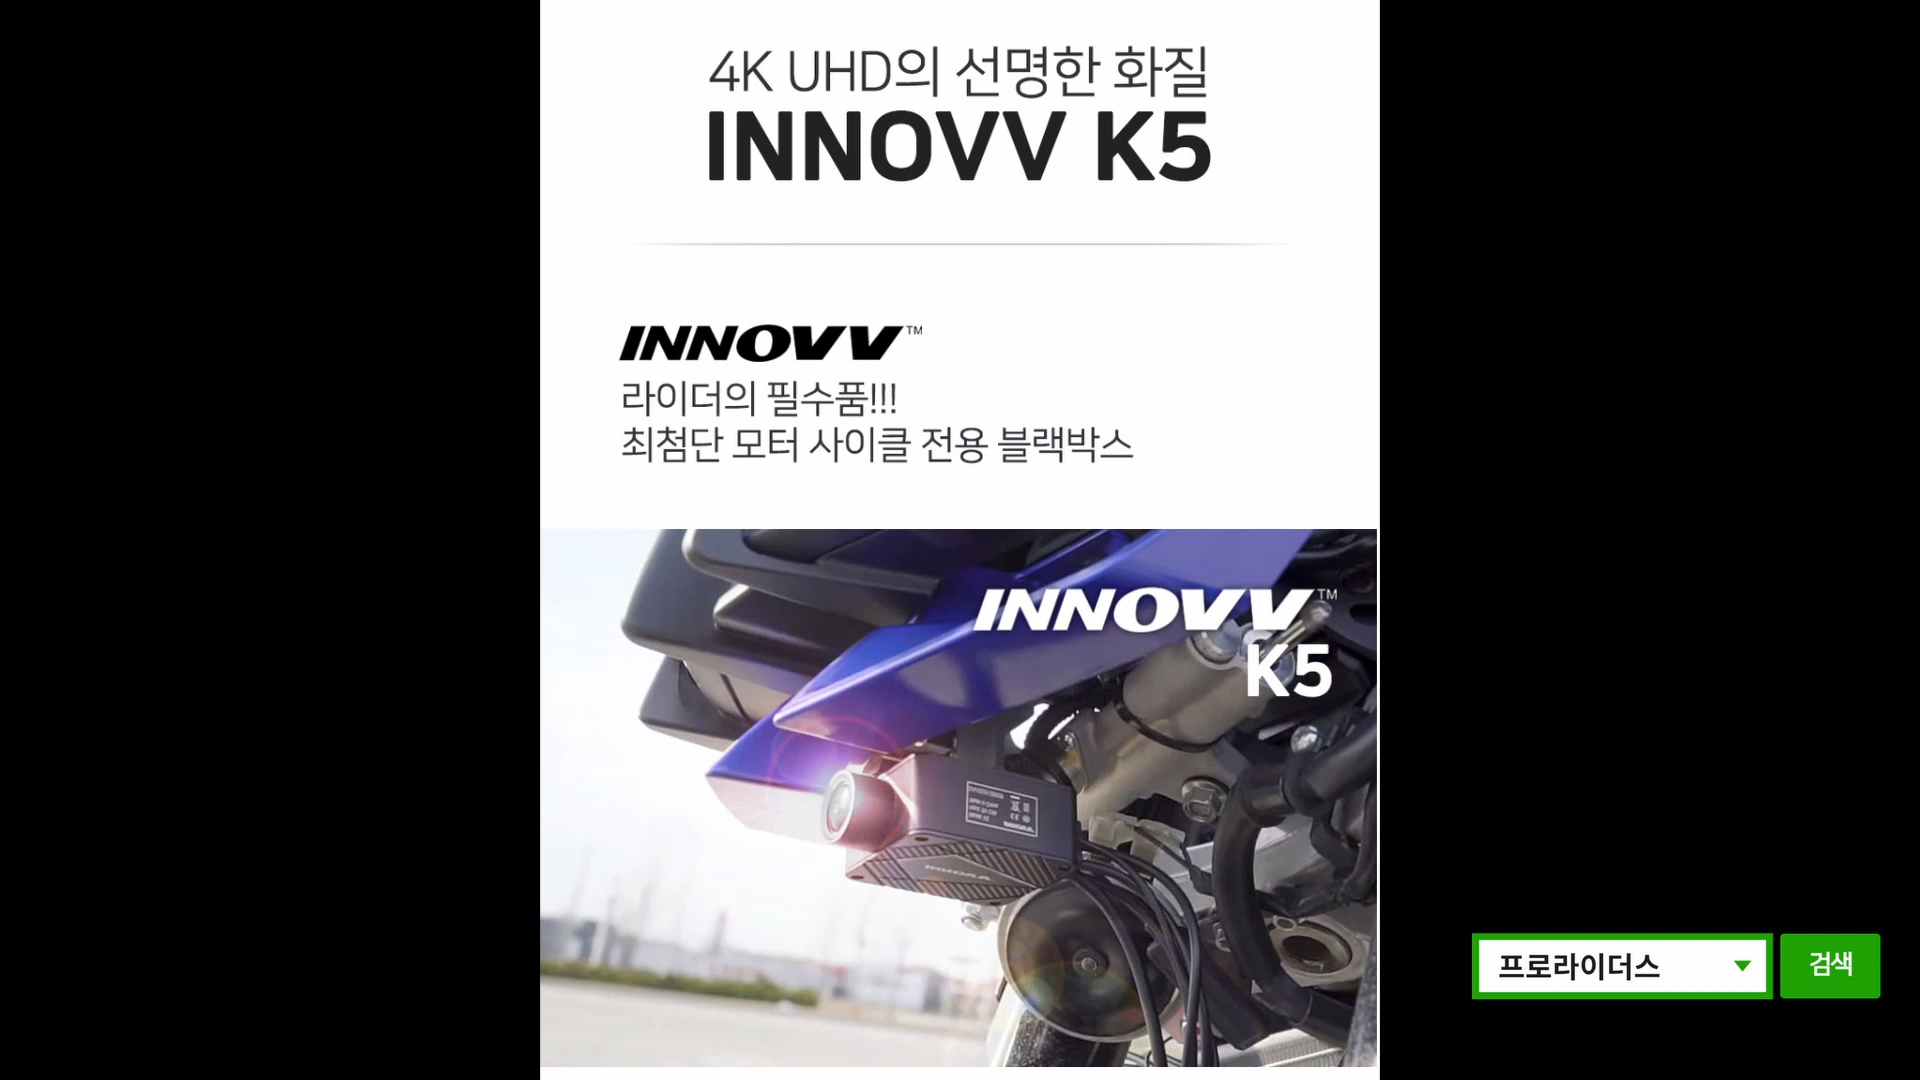 4K UHD의 선명한 화질
INNOVV K5
INNOVV™
라이더의 필수품!!!
최첨단 모터 사이클 전용 블랙박스
INNOVV™
K5
INNOVV
프로라이더스
검색